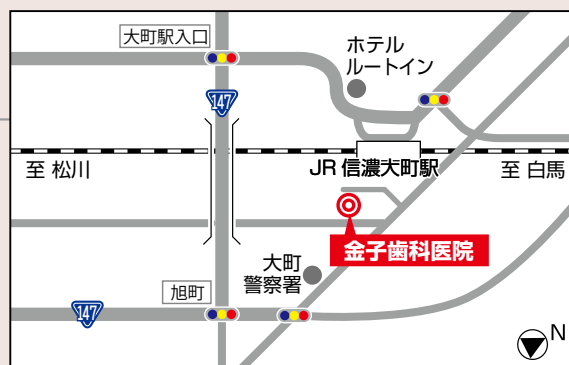 大町駅入口
ホテル
ルートイン
147
至 松川
JR 信濃大町駅
至 白馬
金子歯科医院
大町
警察署
旭町
147
N